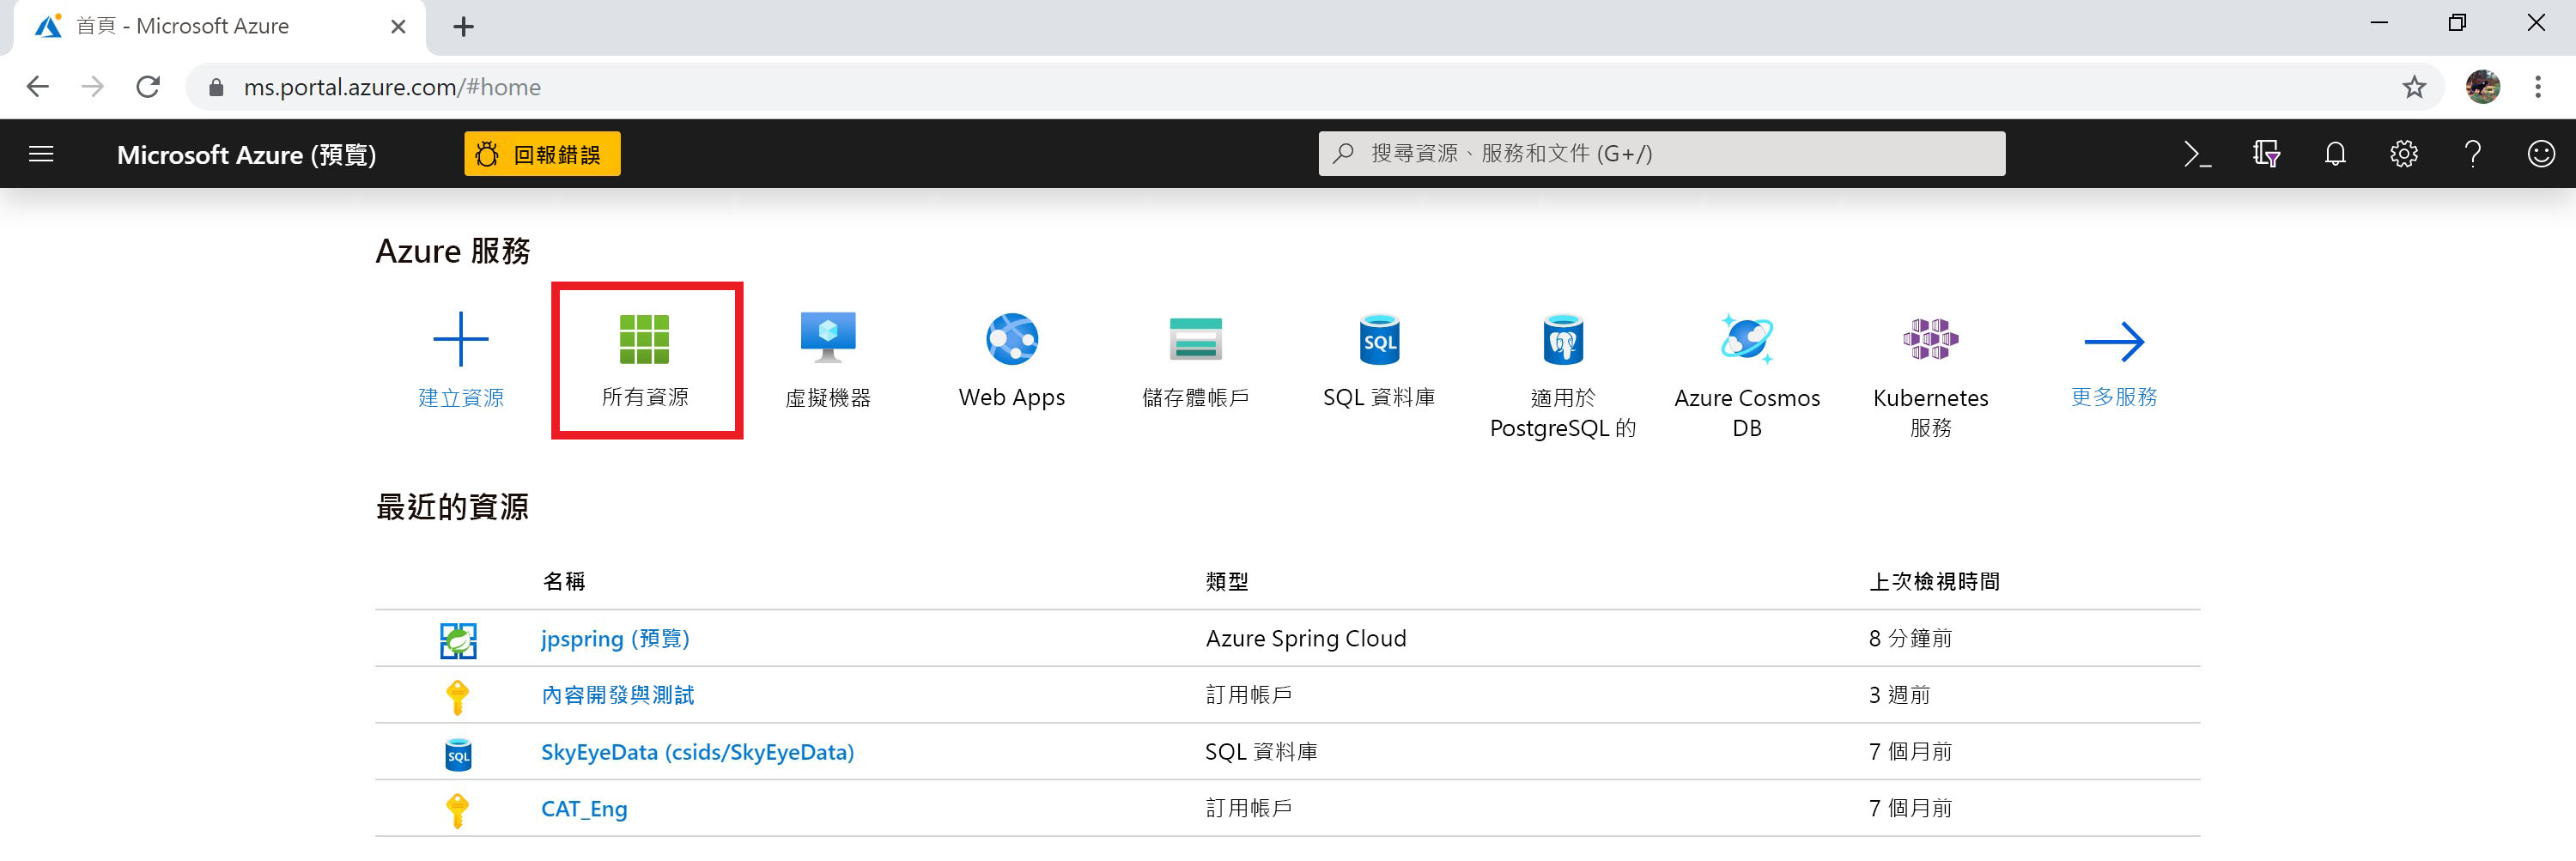 首頁 - Microsoft Azure
ms.portal.azure.com/#home
Microsoft Azure (預覽)
回報錯誤
搜尋資源、服務和文件 (G+/)
Azure 服務
建立資源
所有資源
虛擬機器
Web Apps
儲存體帳戶
SQL
SQL 資料庫
適用於
PostgreSQL 的
Azure Cosmos
DB
Kubernetes
服務
更多服務
最近的資源
名稱 類型 上次檢視時間
jpspring (預覽) Azure Spring Cloud 8 分鐘前
內容開發與測試 訂用帳戶 3 週前
SQL SkyEyeData (csids/SkyEyeData) SQL 資料庫 7 個月前
CAT_Eng 訂用帳戶 7 個月前